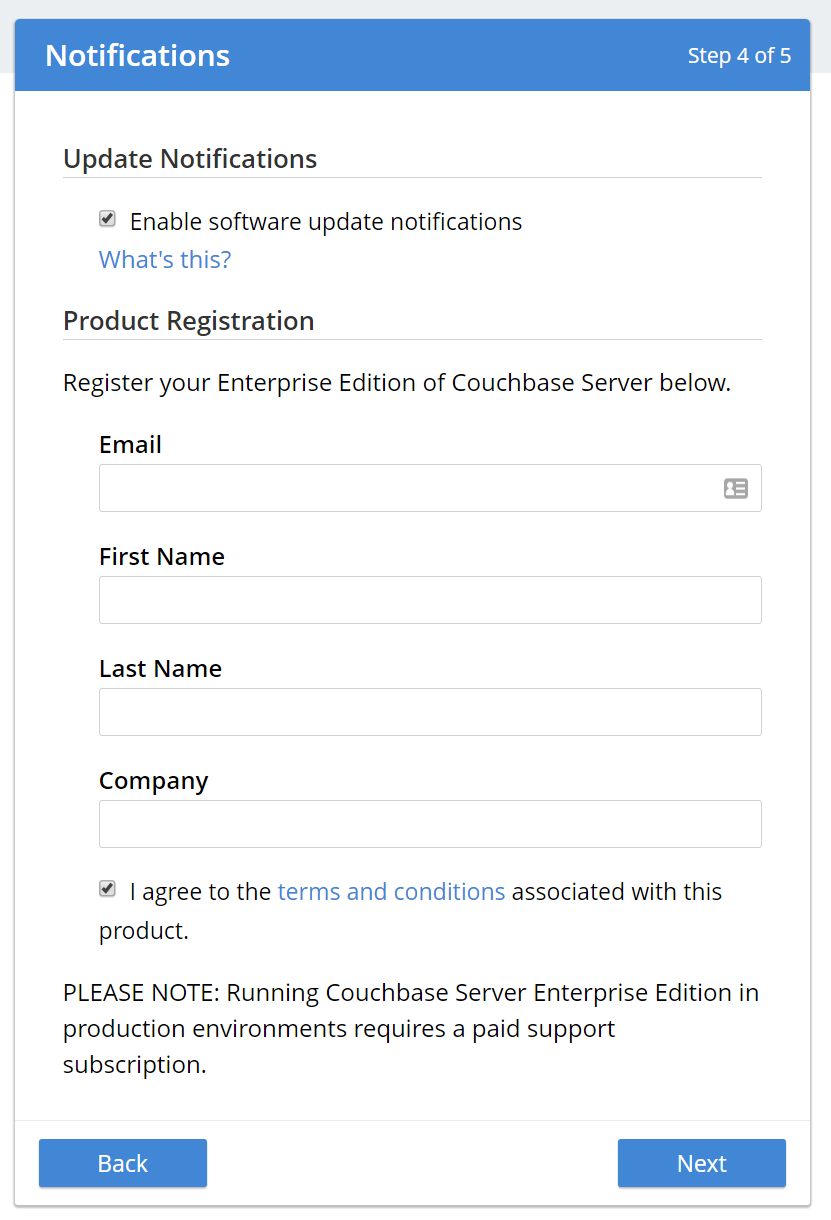 Notifications
Step 4 of 5
Update Notifications
Enable software update notifications
What's this?
Product Registration
Register your Enterprise Edition of Couchbase Server below.
Email
First Name
Last Name
Company
I agree to the terms and conditions associated with this
product.
PLEASE NOTE: Running Couchbase Server Enterprise Edition in
production environments requires a paid support
subscription.
Back
Next